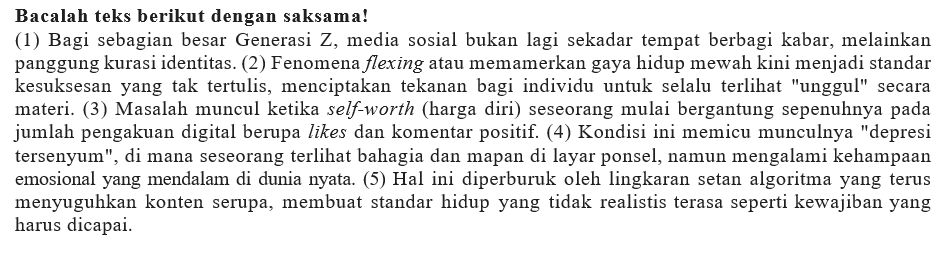 Bacalah teks berikut dengan saksama!
(1) Bagi sebagian besar Generasi Z, media sosial bukan lagi sekadar tempat berbagi kabar, melainkan
panggung kurasi identitas. (2) Fenomena flexing atau memamerkan gaya hidup mewah kini menjadi standar
kesuksesan yang tak tertulis, menciptakan tekanan bagi individu untuk selalu terlihat "unggul" secara
materi. (3) Masalah muncul ketika self-worth (harga diri) seseorang mulai bergantung sepenuhnya pada
jumlah pengakuan digital berupa likes dan komentar positif. (4) Kondisi ini memicu munculnya "depresi
tersenyum", di mana seseorang terlihat bahagia dan mapan di layar ponsel, namun mengalami kehampaan
emosional yang mendalam di dunia nyata. (5) Hal ini diperburuk oleh lingkaran setan algoritma yang terus
menyuguhkan konten serupa, membuat standar hidup yang tidak realistis terasa seperti kewajiban yang
harus dicapai.